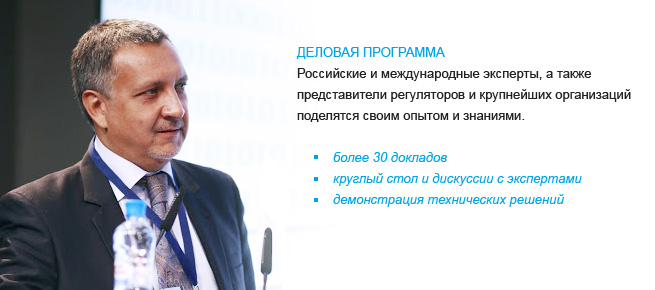 ДЕЛОВАЯ ПРОГРАММА
Российские и международные эксперты, а также
представители регуляторов и крупнейших организаций
поделятся своим опытом и знаниями.
более 30 докладов
круглый стол и дискуссии с экспертами
демонстрация технических решений